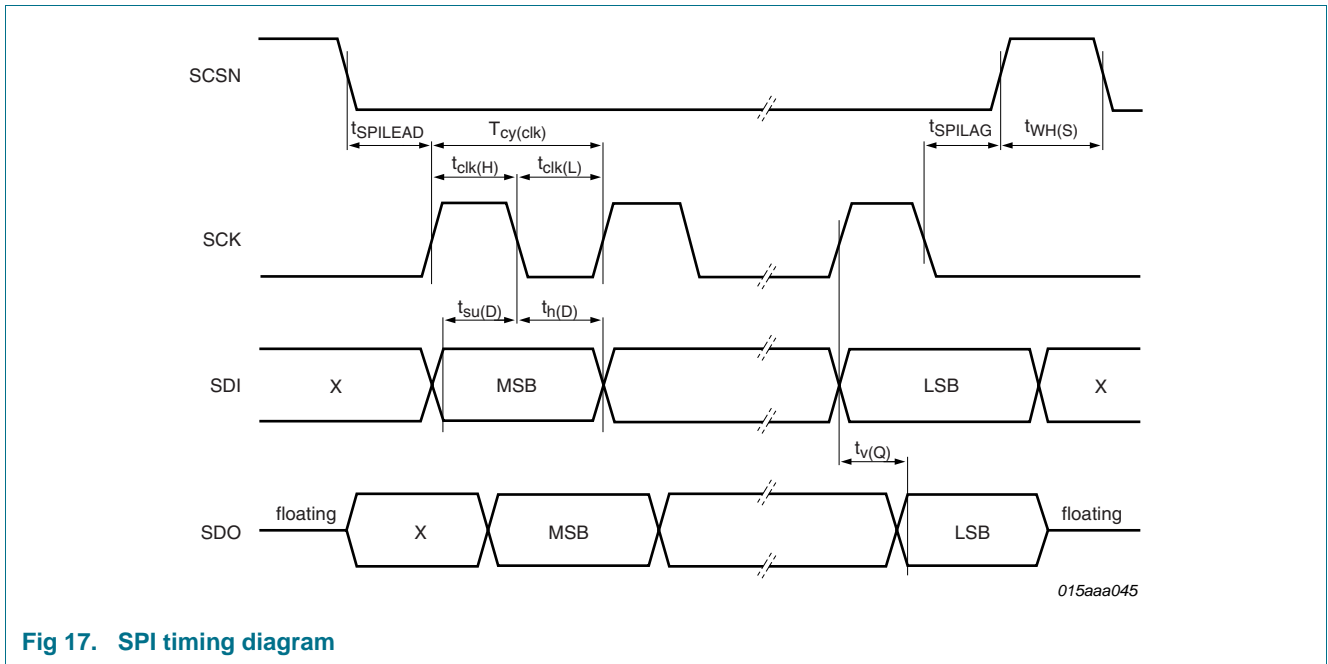 SCSN
tSPILEAD
Tcy(clk)
tSPILAG
tWH(S)
tclk(H)
tclk(L)
SCK
tsu(D)
th(D)
SDI
X
MSB
LSB
X
tv(Q)
SDO
floating
X
MSB
LSB
floating
015aaa045
Fig 17. SPI timing diagram